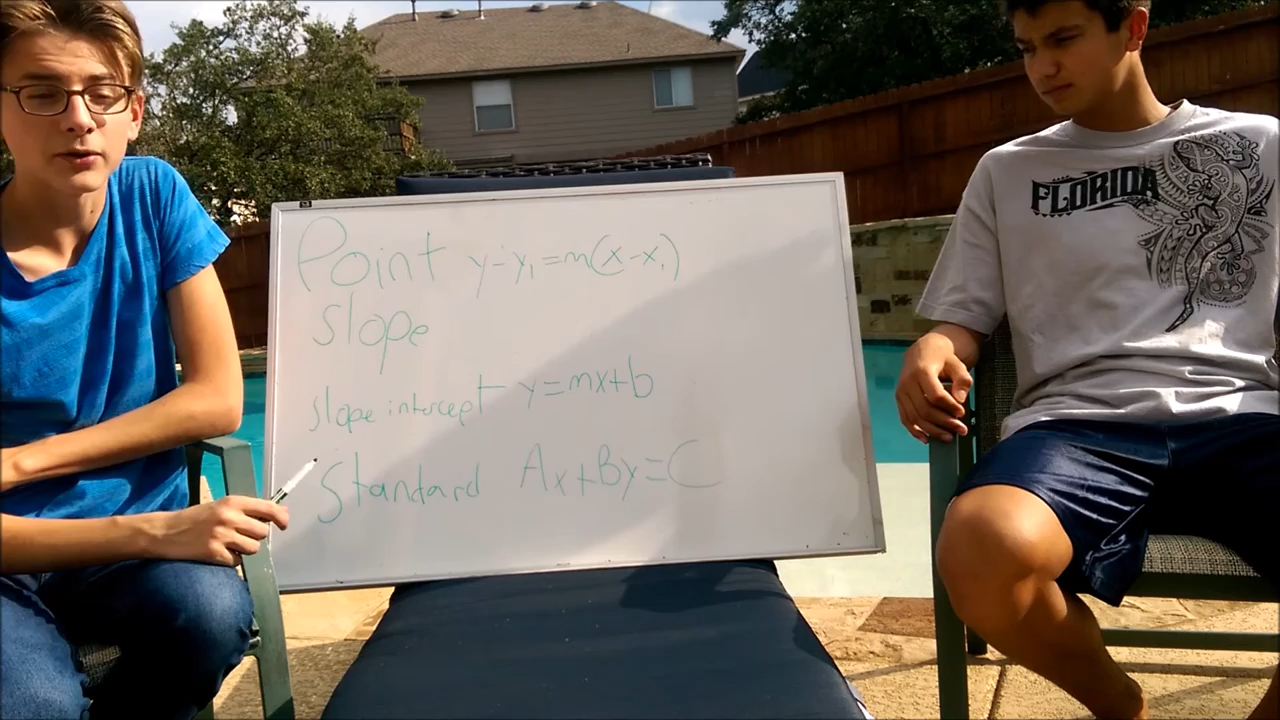 Point y-y₁=m(x-x₁)
Slope
slope intercept y=mx+b
Standard Ax+By=C
FLORIDA